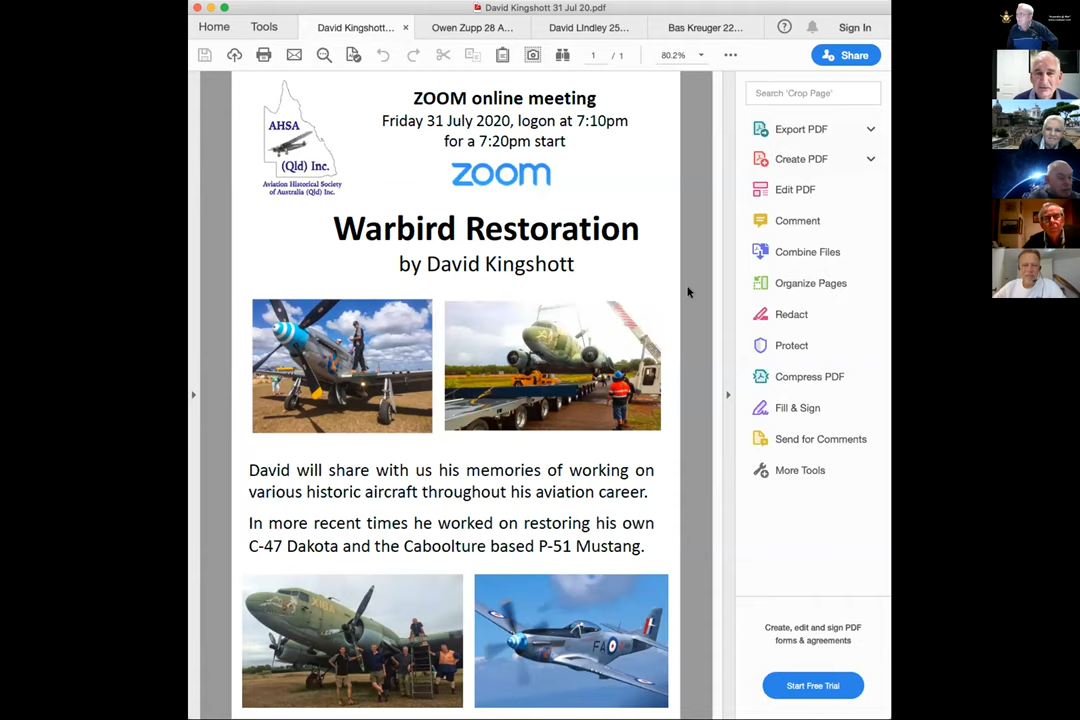 David Kingshott 31 Jul 20.pdf
Home
Tools
David Kingshott...
Owen Zupp 28 A...
David LIndley 25...
Bas Kreuger 22...
Sign In
1 / 1
80.2%
Share
AHSA
(Qld) Inc.
Aviation Historical Society
of Australia (Qld) Inc.
ZOOM online meeting
Friday 31 July 2020, logon at 7:10pm
for a 7:20pm start
zoom
Warbird Restoration
by David Kingshott
David will share with us his memories of working on
various historic aircraft throughout his aviation career.
In more recent times he worked on restoring his own
C-47 Dakota and the Caboolture based P-51 Mustang.
X18A
FA
Search 'Crop Page'
Export PDF
Create PDF
Edit PDF
Comment
Combine Files
Organize Pages
Redact
Protect
Compress PDF
Fill & Sign
Send for Comments
More Tools
Create, edit and sign PDF
forms & agreements
Start Free Trial